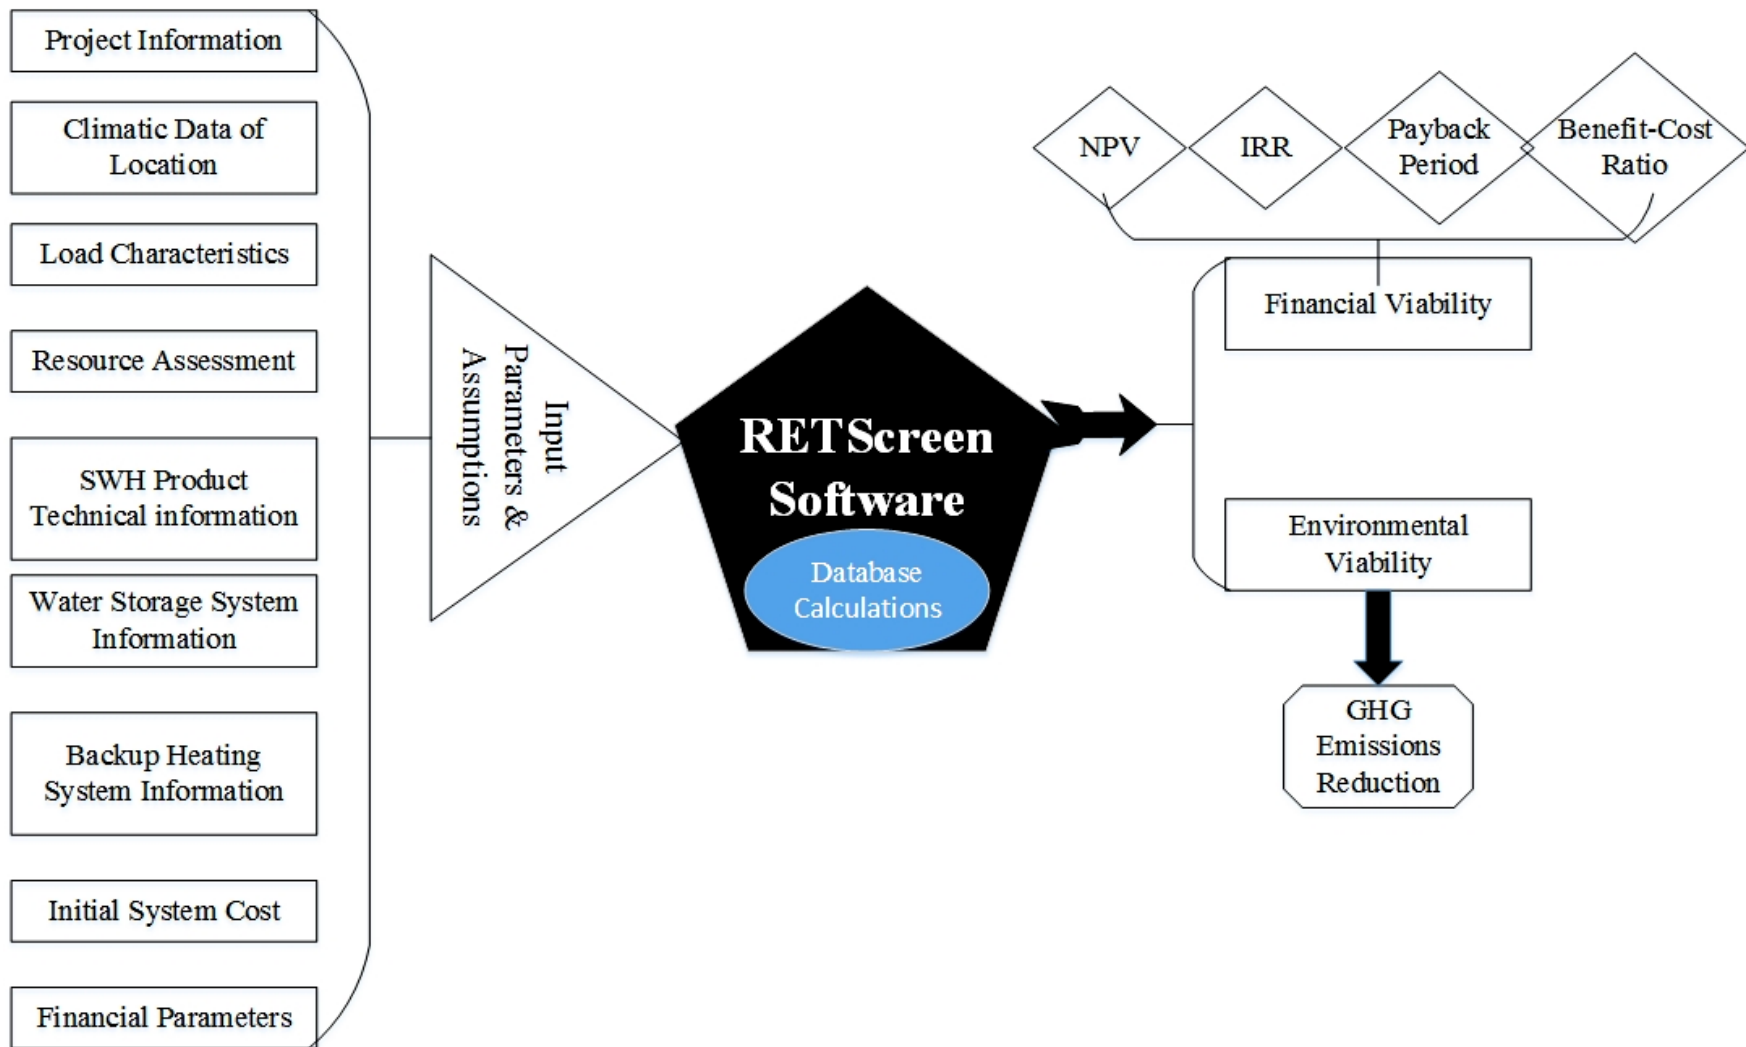 Project Information
Climatic Data of
Location
Load Characteristics
Resource Assessment
SWH Product
Technical information
Water Storage System
Information
Backup Heating
System Information
Initial System Cost
Financial Parameters
Input
Parameters &
Assumptions
RETScreen
Software
Database
Calculations
NPV
IRR
Payback
Period
Benefit-Cost
Ratio
Financial Viability
Environmental
Viability
GHG
Emissions
Reduction